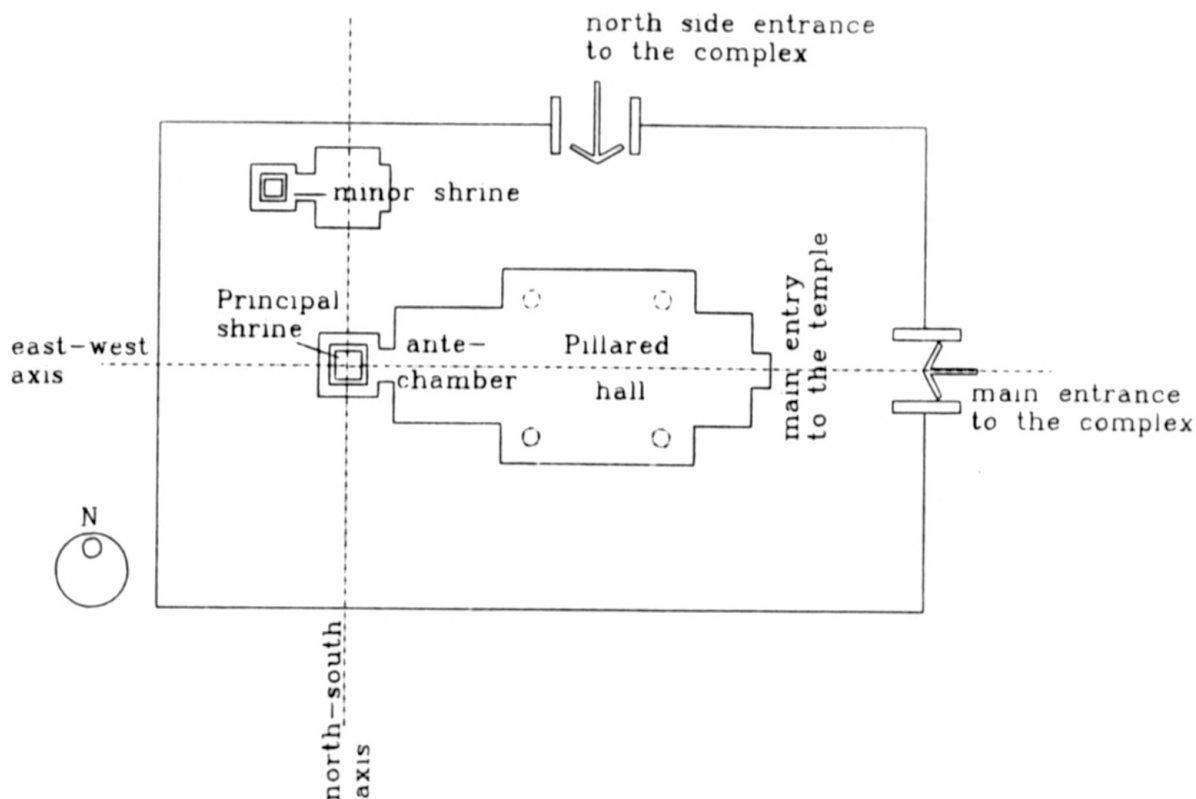 north side entrance
to the complex
minor shrine
Principal
shrine
east-west
axis
ante-
chamber
Pillared
hall
main entry
to the temple
main entrance
to the complex
N
north-south
axis